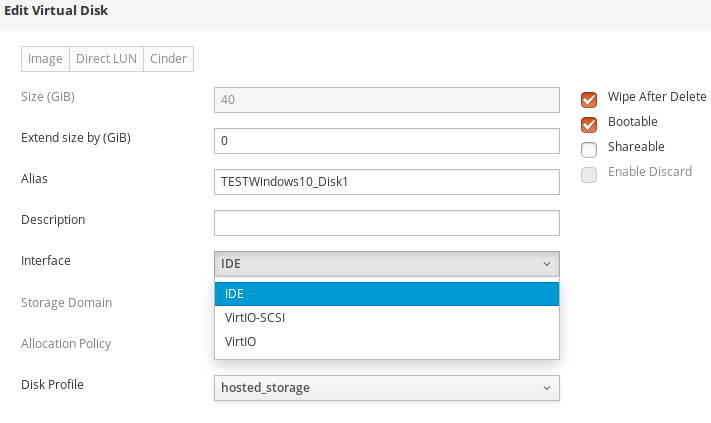 Edit Virtual Disk
Image Direct LUN Cinder
Size (GiB) 40 Wipe After Delete
Bootable
Extend size by (GiB) 0
Shareable
Enable Discard
Alias TESTWindows10_Disk1
Description
Interface IDE
IDE
Storage Domain
VirtIO-SCSI
VirtIO
Allocation Policy
Disk Profile hosted_storage